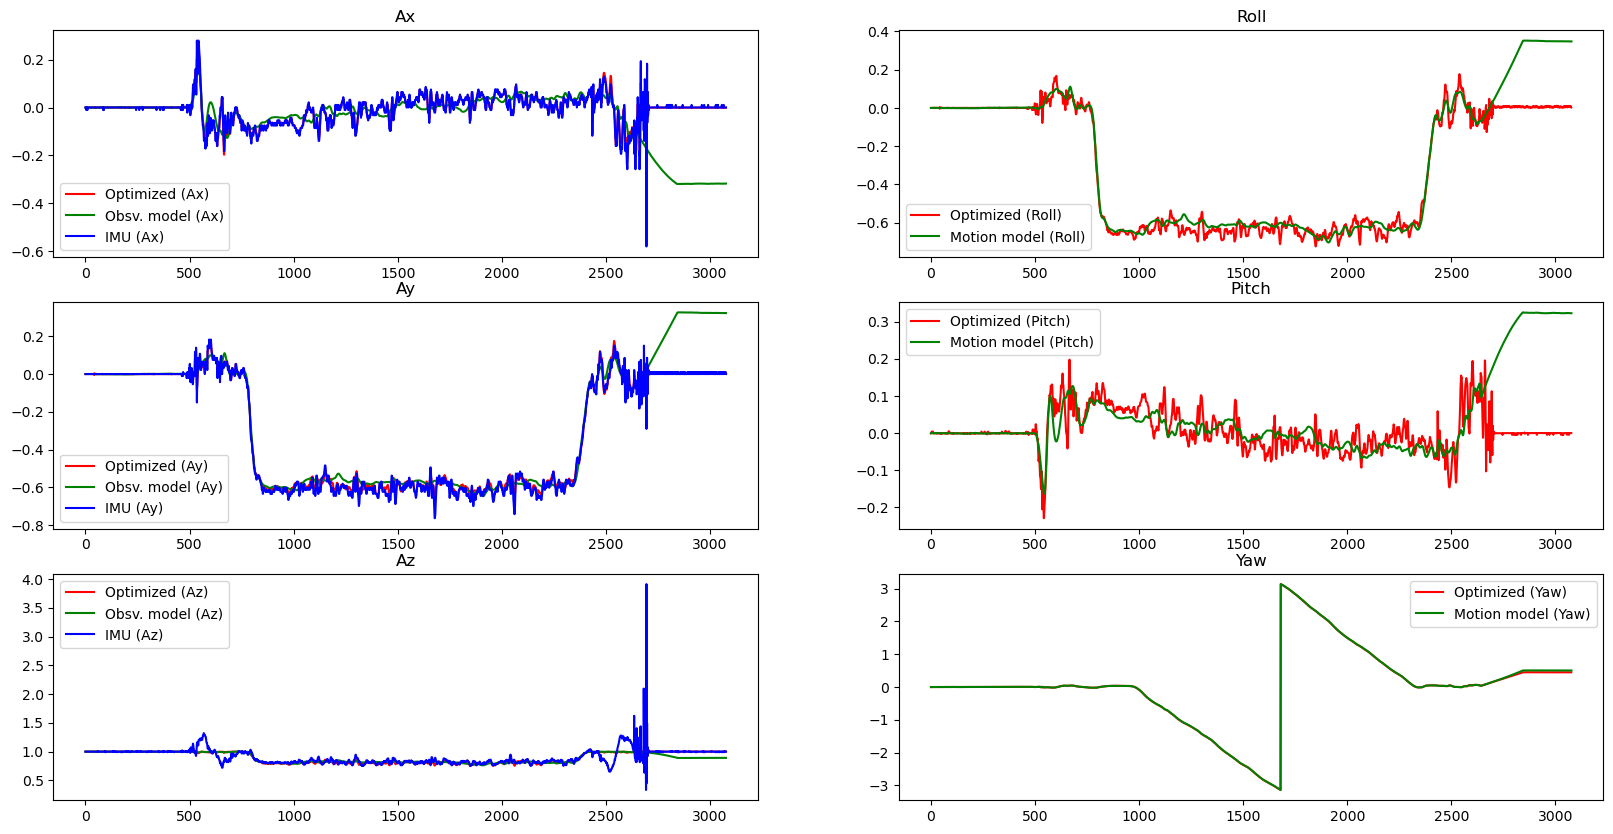 Ax
0.2
0.0
−0.2
−0.4
−0.6
Optimized (Ax)
Obsv. model (Ax)
IMU (Ax)
0 500 1000 1500 2000 2500 3000
Roll
0.4
0.2
0.0
−0.2
−0.4
−0.6
Optimized (Roll)
Motion model (Roll)
0 500 1000 1500 2000 2500 3000
Ay
0.2
0.0
−0.2
−0.4
−0.6
−0.8
Optimized (Ay)
Obsv. model (Ay)
IMU (Ay)
0 500 1000 1500 2000 2500 3000
Pitch
0.3
0.2
0.1
0.0
−0.1
−0.2
Optimized (Pitch)
Motion model (Pitch)
0 500 1000 1500 2000 2500 3000
Az
4.0
3.5
3.0
2.5
2.0
1.5
1.0
0.5
Optimized (Az)
Obsv. model (Az)
IMU (Az)
0 500 1000 1500 2000 2500 3000
Yaw
3
2
1
0
−1
−2
−3
Optimized (Yaw)
Motion model (Yaw)
0 500 1000 1500 2000 2500 3000